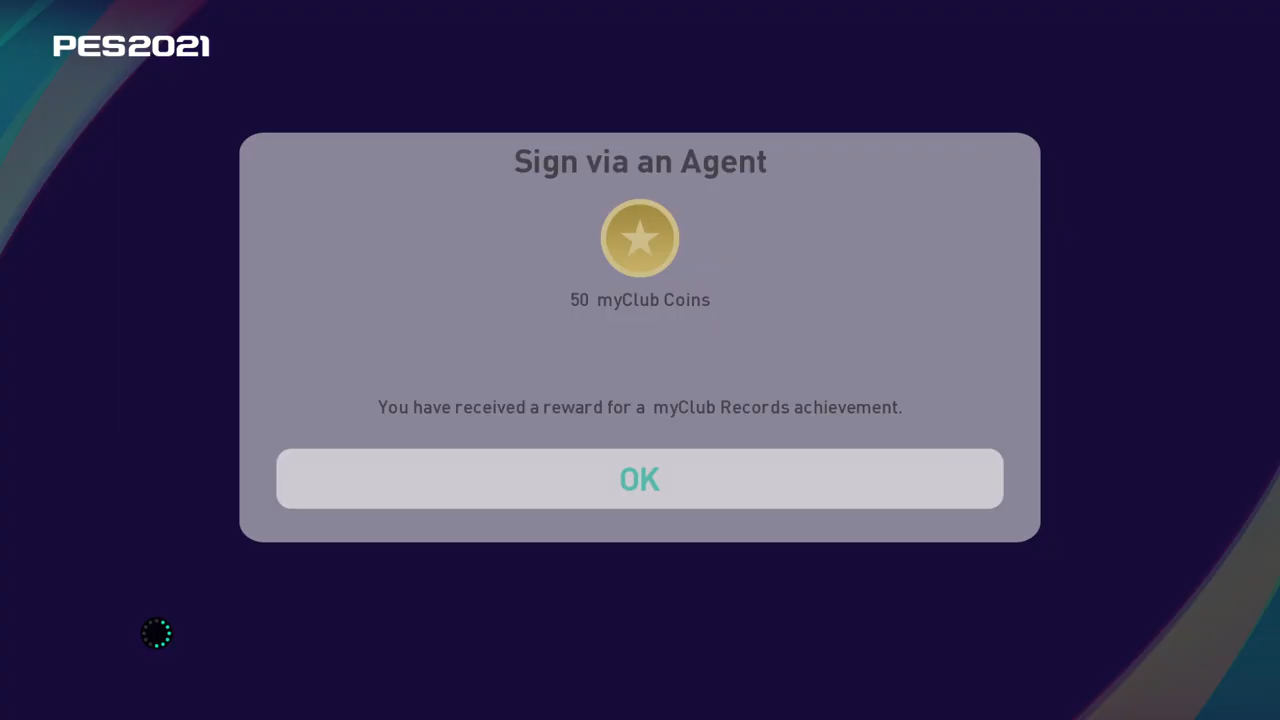 PES2021
Sign via an Agent
50 myClub Coins
You have received a reward for a myClub Records achievement.
OK